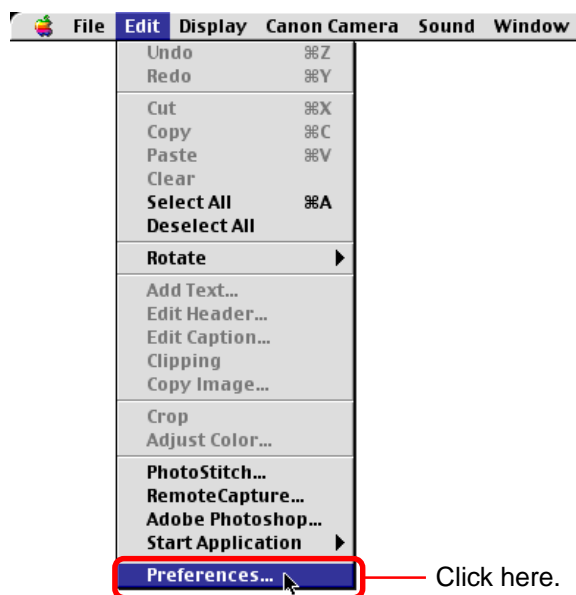 File Edit Display Canon Camera Sound Window
Undo ⌘Z
Redo ⌘Y
Cut ⌘X
Copy ⌘C
Paste ⌘V
Clear
Select All ⌘A
Deselect All
Rotate
Add Text...
Edit Header...
Edit Caption...
Clipping
Copy Image...
Crop
Adjust Color...
PhotoStitch...
RemoteCapture...
Adobe Photoshop...
Start Application
Preferences... Click here.